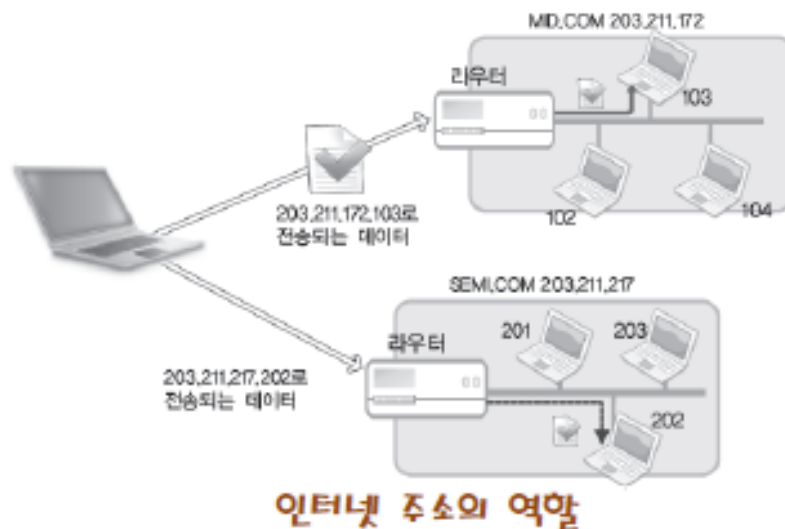 MID.COM 203.211.172
라우터
103
102
104
203.211.172.103로
전송되는 데이터
SEMI.COM 203.211.217
라우터
201
203
202
203.211.217.202로
전송되는 데이터
인터넷 주소의 역할